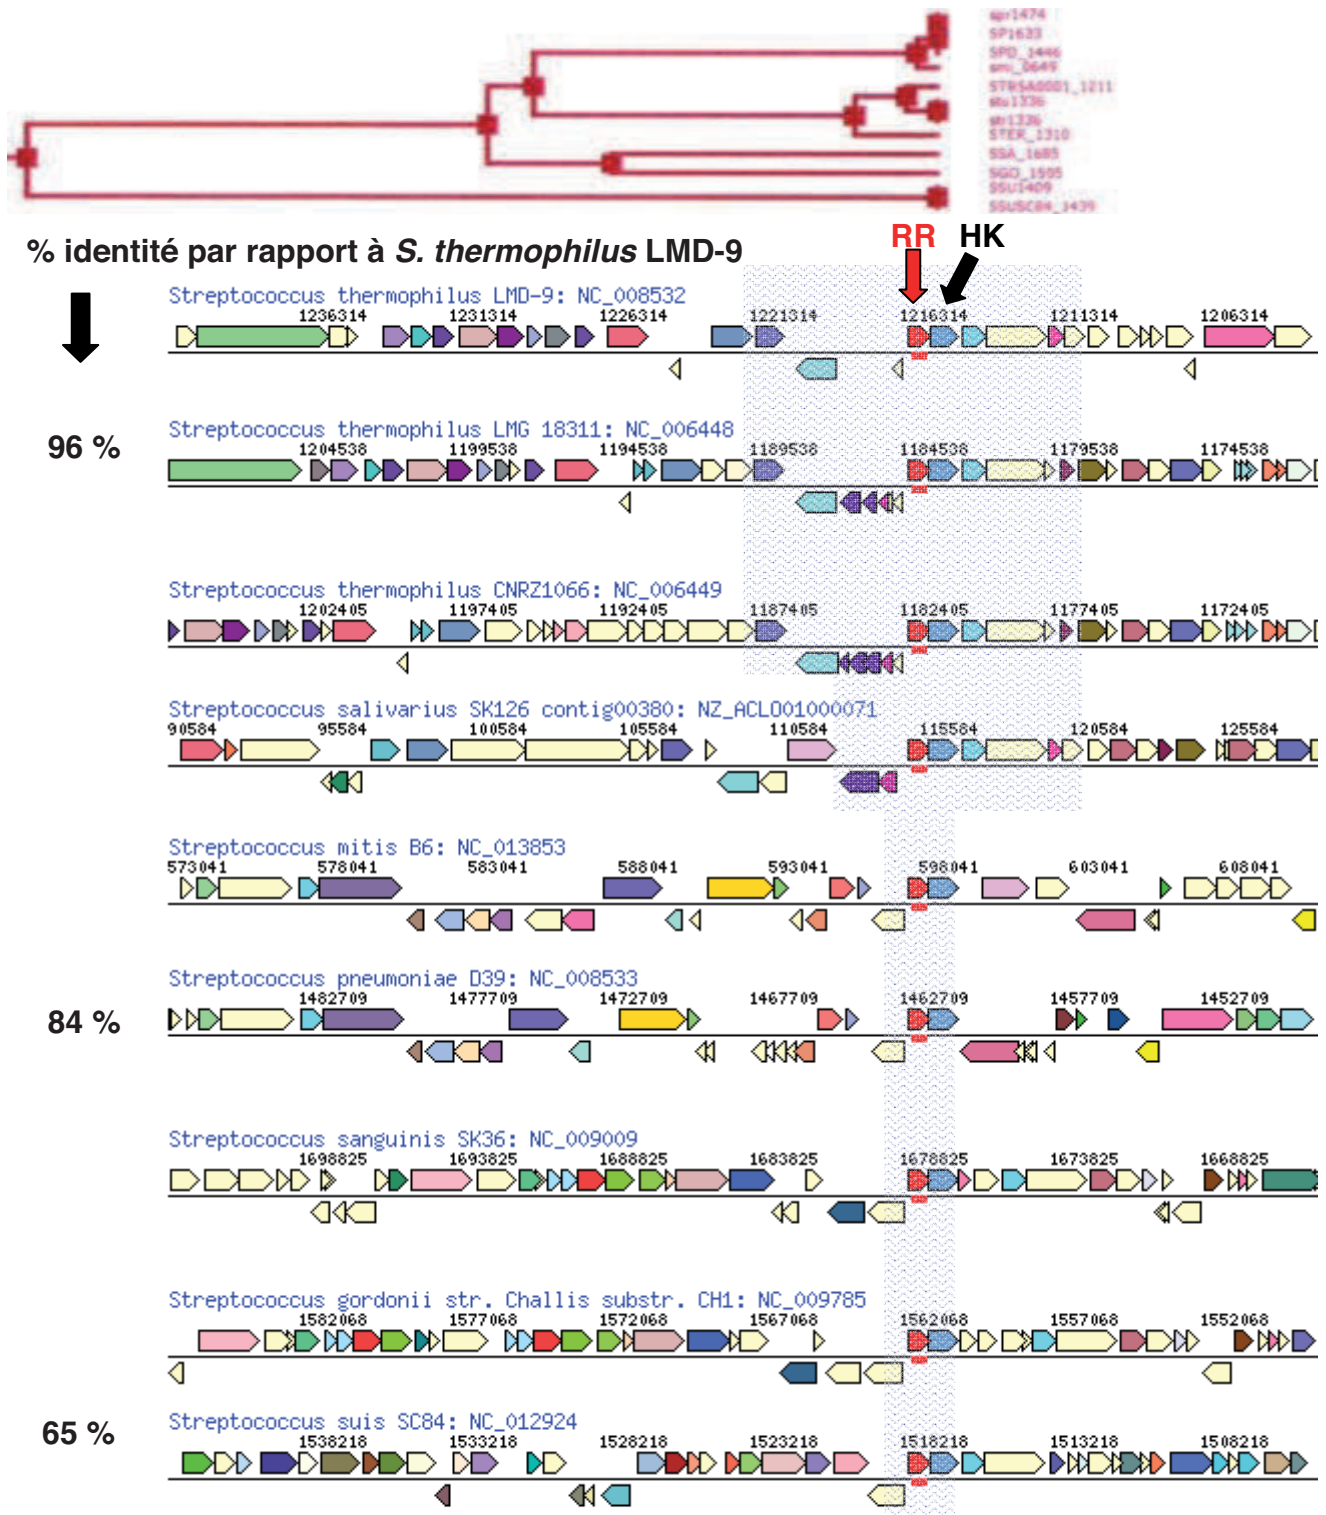 spr1474
SP1633
SPD_1446
smi_0649
STRSA0001_1211
stu1336
str1336
STER_1310
SSA_1685
SGO_1595
SSU1409
SSUSC84_1439
% identité par rapport à S. thermophilus LMD-9
RR HK
Streptococcus thermophilus LMD-9: NC_008532
1236314 1231314 1226314 1221314 1216314 1211314 1206314
96 %
Streptococcus thermophilus LMG 18311: NC_006448
1204538 1199538 1194538 1189538 1184538 1179538 1174538
Streptococcus thermophilus CNRZ1066: NC_006449
1202405 1197405 1192405 1187405 1182405 1177405 1172405
Streptococcus salivarius SK126 contig00380: NZ_ACLO01000071
90584 95584 100584 105584 110584 115584 120584 125584
Streptococcus mitis B6: NC_013853
573041 578041 583041 588041 593041 598041 603041 608041
84 %
Streptococcus pneumoniae D39: NC_008533
1482709 1477709 1472709 1467709 1462709 1457709 1452709
Streptococcus sanguinis SK36: NC_009009
1698825 1693825 1688825 1683825 1678825 1673825 1668825
Streptococcus gordonii str. Challis substr. CH1: NC_009785
1582068 1577068 1572068 1567068 1562068 1557068 1552068
65 %
Streptococcus suis SC84: NC_012924
1538218 1533218 1528218 1523218 1518218 1513218 1508218